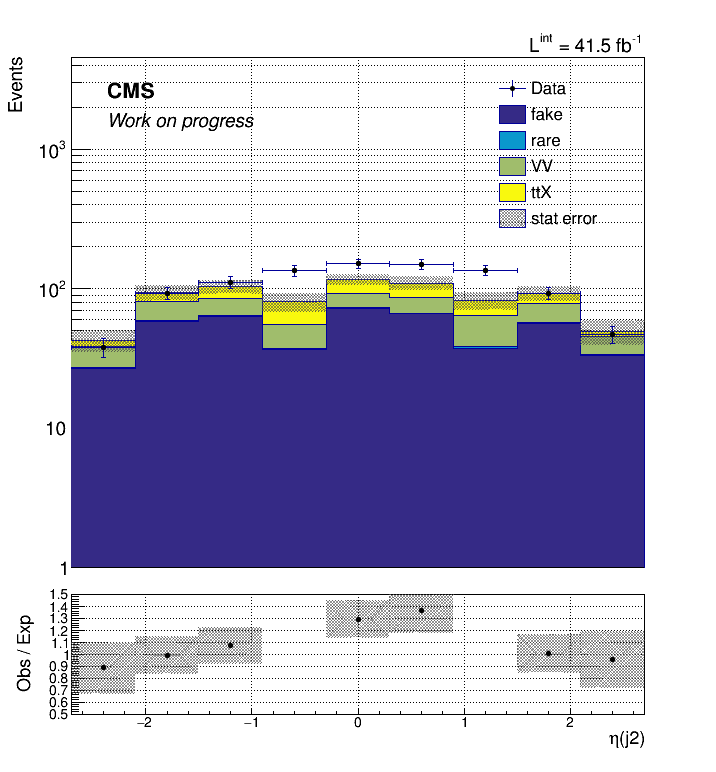 L^int = 41.5 fb^-1
Events
CMS
Work on progress
Data
fake
rare
VV
ttX
stat error
10^3
10^2
10
1
Obs / Exp
1.5
1.4
1.3
1.2
1.1
1
0.9
0.8
0.7
0.6
0.5
−2 −1 0 1 2
η(j2)